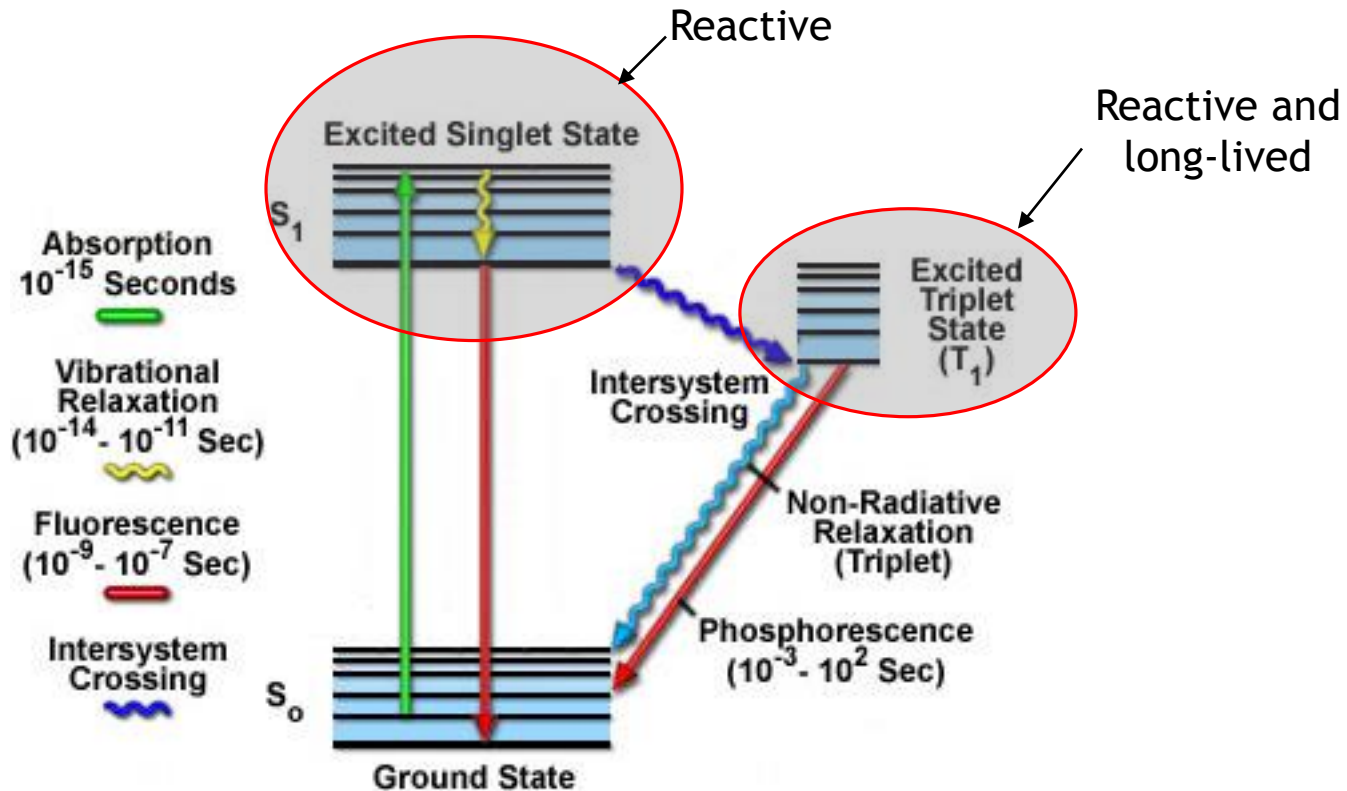 Reactive
Reactive and
long-lived
Excited Singlet State
S1
Absorption
10-15 Seconds
Vibrational
Relaxation
(10-14- 10-11 Sec)
Fluorescence
(10-9- 10-7 Sec)
Intersystem
Crossing
Excited
Triplet
State
(T1)
Intersystem
Crossing
Non-Radiative
Relaxation
(Triplet)
Phosphorescence
(10-3- 102 Sec)
So
Ground State